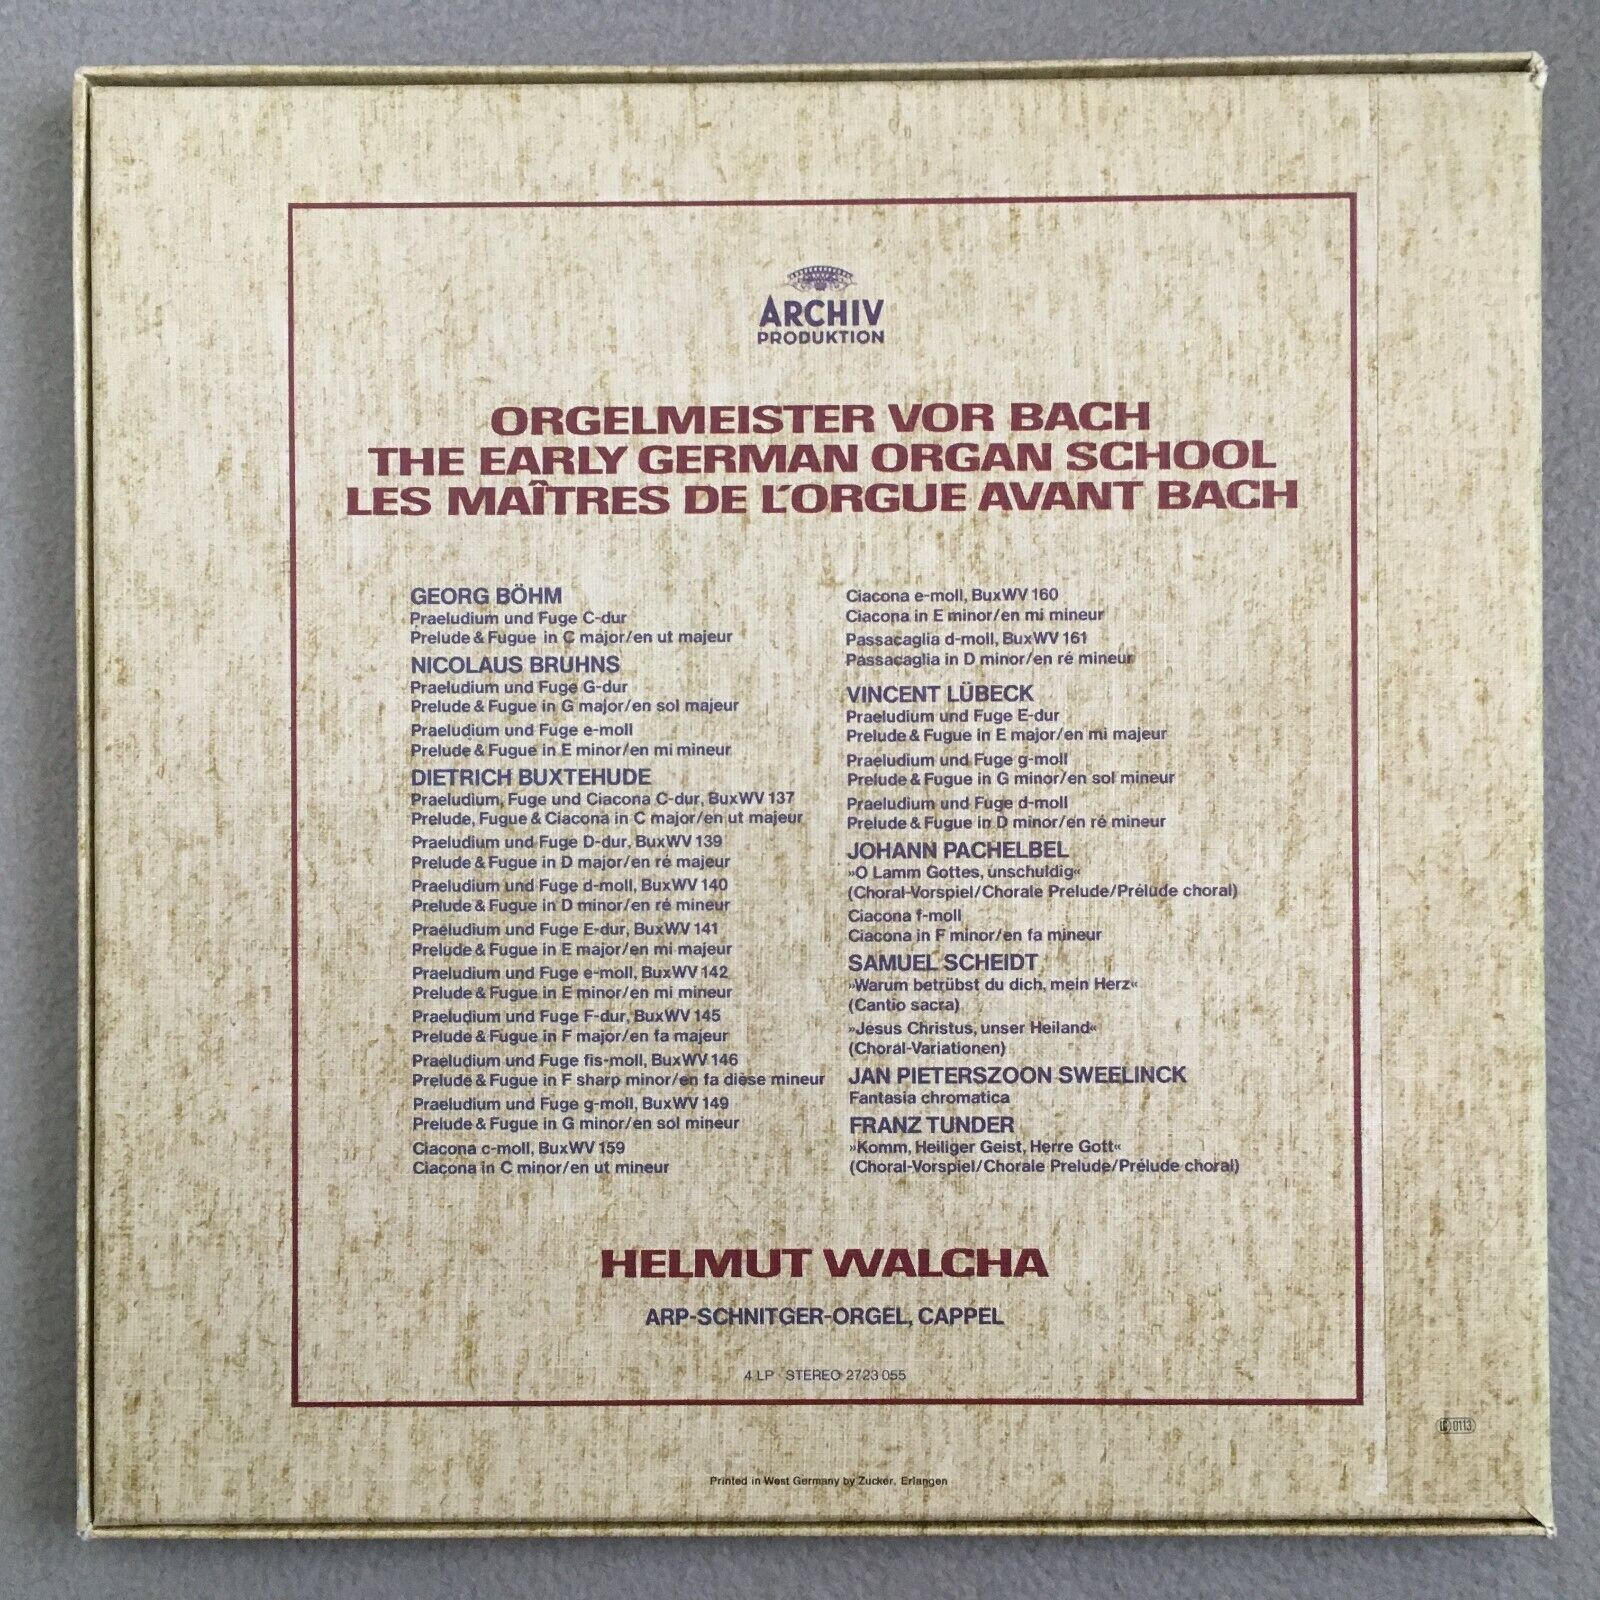 ARCHIV
PRODUKTION
ORGELMEISTER VOR BACH
THE EARLY GERMAN ORGAN SCHOOL
LES MAÎTRES DE L'ORGUE AVANT BACH
GEORG BÖHM
Praeludium und Fuge C-dur
Prelude & Fugue in C major/en ut majeur
NICOLAUS BRUHNS
Praeludium und Fuge G-dur
Prelude & Fugue in G major/en sol majeur
Praeludium und Fuge e-moll
Prelude & Fugue in E minor/en mi mineur
DIETRICH BUXTEHUDE
Praeludium, Fuge und Ciacona C-dur, BuxWV 137
Prelude, Fugue & Ciacona in C major/en ut majeur
Praeludium und Fuge D-dur, BuxWV 139
Prelude & Fugue in D major/en ré majeur
Praeludium und Fuge d-moll, BuxWV 140
Prelude & Fugue in D minor/en ré mineur
Praeludium und Fuge E-dur, BuxWV 141
Prelude & Fugue in E major/en mi majeur
Praeludium und Fuge e-moll, BuxWV 142
Prelude & Fugue in E minor/en mi mineur
Praeludium und Fuge F-dur, BuxWV 145
Prelude & Fugue in F major/en fa majeur
Praeludium und Fuge fis-moll, BuxWV 146
Prelude & Fugue in F sharp minor/en fa dièse mineur
Praeludium und Fuge g-moll, BuxWV 149
Prelude & Fugue in G minor/en sol mineur
Ciacona c-moll, BuxWV 159
Ciacona in C minor/en ut mineur
Ciacona e-moll, BuxWV 160
Ciacona in E minor/en mi mineur
Passacaglia d-moll, BuxWV 161
Passacaglia in D minor/en ré mineur
VINCENT LÜBECK
Praeludium und Fuge E-dur
Prelude & Fugue in E major/en mi majeur
Praeludium und Fuge g-moll
Prelude & Fugue in G minor/en sol mineur
Praeludium und Fuge d-moll
Prelude & Fugue in D minor/en ré mineur
JOHANN PACHELBEL
»O Lamm Gottes, unschuldig«
(Choral-Vorspiel/Chorale Prelude/Prélude choral)
Ciacona f-moll
Ciacona in F minor/en fa mineur
SAMUEL SCHEIDT
»Warum betrübst du dich, mein Herz«
(Cantio sacra)
»Jesus Christus, unser Heiland«
(Choral-Variationen)
JAN PIETERSZOON SWEELINCK
Fantasia chromatica
FRANZ TUNDER
»Komm, Heiliger Geist, Herre Gott«
(Choral-Vorspiel/Chorale Prelude/Prélude choral)
HELMUT WALCHA
ARP-SCHNITGER-ORGEL, CAPPEL
4 LP · STEREO 2723 055
0113
Printed in West Germany by Zucker, Erlangen